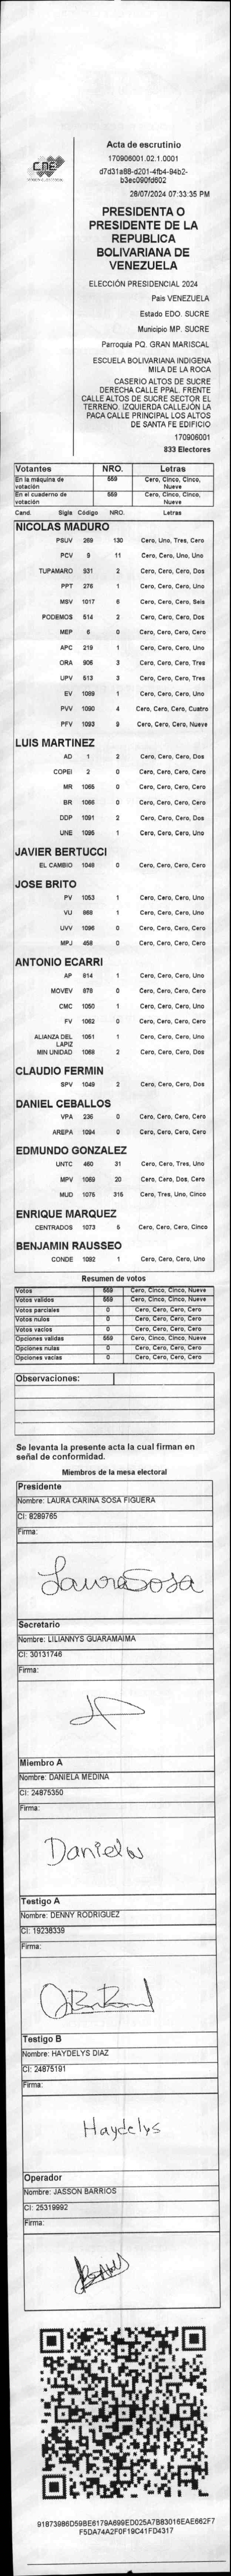 CNE
Acta de escrutinio
170906001.02.1.0001
d7d31a88-d201-4fb4-94b2-
b3ec090fd602
28/07/2024 07:33:35 PM
PRESIDENTA O
PRESIDENTE DE LA
REPUBLICA
BOLIVARIANA DE
VENEZUELA
ELECCIÓN PRESIDENCIAL 2024
Pais VENEZUELA
Estado EDO. SUCRE
Municipio MP. SUCRE
Parroquia PQ. GRAN MARISCAL
ESCUELA BOLIVARIANA INDIGENA
MILA DE LA ROCA
CASERIO ALTOS DE SUCRE
DERECHA CALLE PPAL. FRENTE
CALLE ALTOS DE SUCRE SECTOR EL
TERRENO. IZQUIERDA CALLEJÓN LA
PACA CALLE PRINCIPAL LOS ALTOS
DE SANTA FE EDIFICIO
170906001
833 Electores
Votantes NRO. Letras
En la máquina de votación 559 Cero, Cinco, Cinco, Nueve
En el cuaderno de votación 559 Cero, Cinco, Cinco, Nueve
Cand. Sigla Código NRO. Letras
NICOLAS MADURO
PSUV 269 130 Cero, Uno, Tres, Cero
PCV 5 11 Cero, Cero, Uno, Uno
TUPAMARO 931 2 Cero, Cero, Cero, Dos
PPT 276 1 Cero, Cero, Cero, Uno
MSV 1017 6 Cero, Cero, Cero, Seis
PODEMOS 514 2 Cero, Cero, Cero, Dos
MEP 6 0 Cero, Cero, Cero, Cero
APC 219 1 Cero, Cero, Cero, Uno
ORA 906 3 Cero, Cero, Cero, Tres
UPV 513 3 Cero, Cero, Cero, Tres
EV 1089 1 Cero, Cero, Cero, Uno
PVV 1090 4 Cero, Cero, Cero, Cuatro
PFV 1093 9 Cero, Cero, Cero, Nueve
LUIS MARTINEZ
AD 1 2 Cero, Cero, Cero, Dos
COPEI 2 0 Cero, Cero, Cero, Cero
MR 1065 0 Cero, Cero, Cero, Cero
BR 1066 0 Cero, Cero, Cero, Cero
DDP 1091 2 Cero, Cero, Cero, Dos
UNE 1095 1 Cero, Cero, Cero, Uno
JAVIER BERTUCCI
EL CAMBIO 1048 0 Cero, Cero, Cero, Cero
JOSE BRITO
PV 1053 1 Cero, Cero, Cero, Uno
VU 868 1 Cero, Cero, Cero, Uno
UVV 1096 0 Cero, Cero, Cero, Cero
MPJ 458 0 Cero, Cero, Cero, Cero
ANTONIO ECARRI
AP 814 1 Cero, Cero, Cero, Uno
MOVEV 878 0 Cero, Cero, Cero, Cero
CMC 1050 1 Cero, Cero, Cero, Uno
FV 1062 0 Cero, Cero, Cero, Cero
ALIANZA DEL LAPIZ 1051 1 Cero, Cero, Cero, Uno
MIN UNIDAD 1088 2 Cero, Cero, Cero, Dos
CLAUDIO FERMIN
SPV 1049 2 Cero, Cero, Cero, Dos
DANIEL CEBALLOS
VPA 236 0 Cero, Cero, Cero, Cero
AREPA 1094 0 Cero, Cero, Cero, Cero
EDMUNDO GONZALEZ
UNTC 460 31 Cero, Cero, Tres, Uno
MPV 1069 20 Cero, Cero, Dos, Cero
MUD 1075 315 Cero, Tres, Uno, Cinco
ENRIQUE MARQUEZ
CENTRADOS 1073 5 Cero, Cero, Cero, Cinco
BENJAMIN RAUSSEO
CONDE 1092 1 Cero, Cero, Cero, Uno
Resumen de votos
Votos 559 Cero, Cinco, Cinco, Nueve
Votos validos 559 Cero, Cinco, Cinco, Nueve
Votos parciales 0 Cero, Cero, Cero, Cero
Votos nulos 0 Cero, Cero, Cero, Cero
Votos vacios 0 Cero, Cero, Cero, Cero
Opciones validas 559 Cero, Cinco, Cinco, Nueve
Opciones nulas 0 Cero, Cero, Cero, Cero
Opciones vacias 0 Cero, Cero, Cero, Cero
Observaciones:
Se levanta la presente acta la cual firman en
señal de conformidad.
Miembros de la mesa electoral
Presidente
Nombre: LAURA CARINA SOSA FIGUERA
CI: 8289765
Firma:
Laura Sosa
Secretario
Nombre: LILIANNYS GUARAMAIMA
CI: 30131746
Firma:
Miembro A
Nombre: DANIELA MEDINA
CI: 24875350
Firma:
Daniela
Testigo A
Nombre: DENNY RODRIGUEZ
CI: 19238339
Firma:
Testigo B
Nombre: HAYDELYS DIAZ
CI: 24875191
Firma:
Haydelys
Operador
Nombre: JASSON BARRIOS
CI: 25319992
Firma:
91873986D59BE6179A699ED025A7B83016EAE662F7
F5DA74A2F0F19C41FD4317